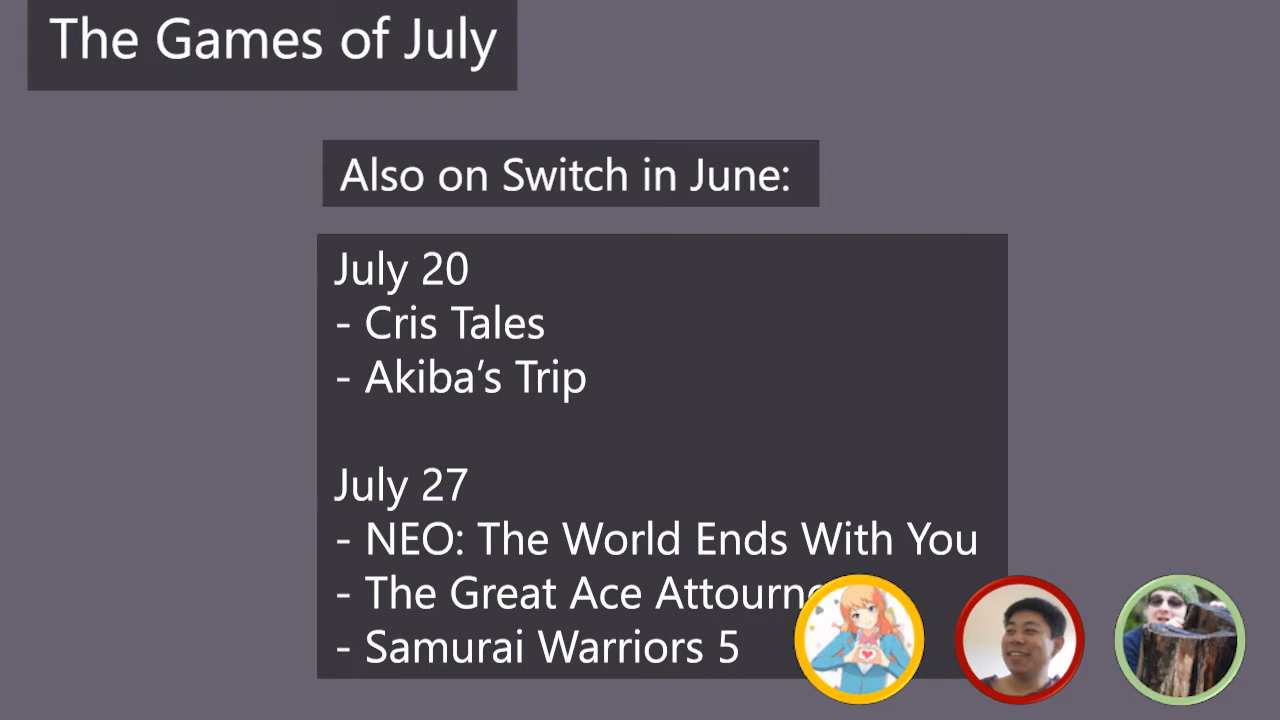 The Games of July
Also on Switch in June:
July 20
- Cris Tales
- Akiba's Trip
July 27
- NEO: The World Ends With You
- The Great Ace
- Samurai Warriors 5